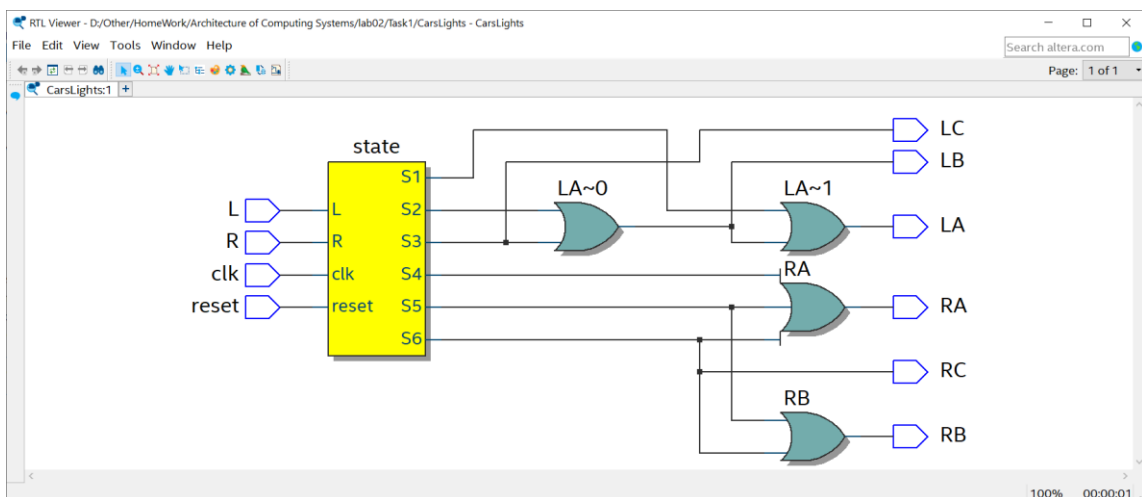 RTL Viewer - D:/Other/HomeWork/Architecture of Computing Systems/lab02/Task1/CarsLights - CarsLights
File Edit View Tools Window Help
Search altera.com
Page: 1 of 1
CarsLights:1 +
LC
state
LB
S1
LA~0
LA~1
L
L
S2
LA
R
R
S3
clk
clk
S4
RA
reset
reset
S5
RA
S6
RC
RB
RB
100% 00:00:01